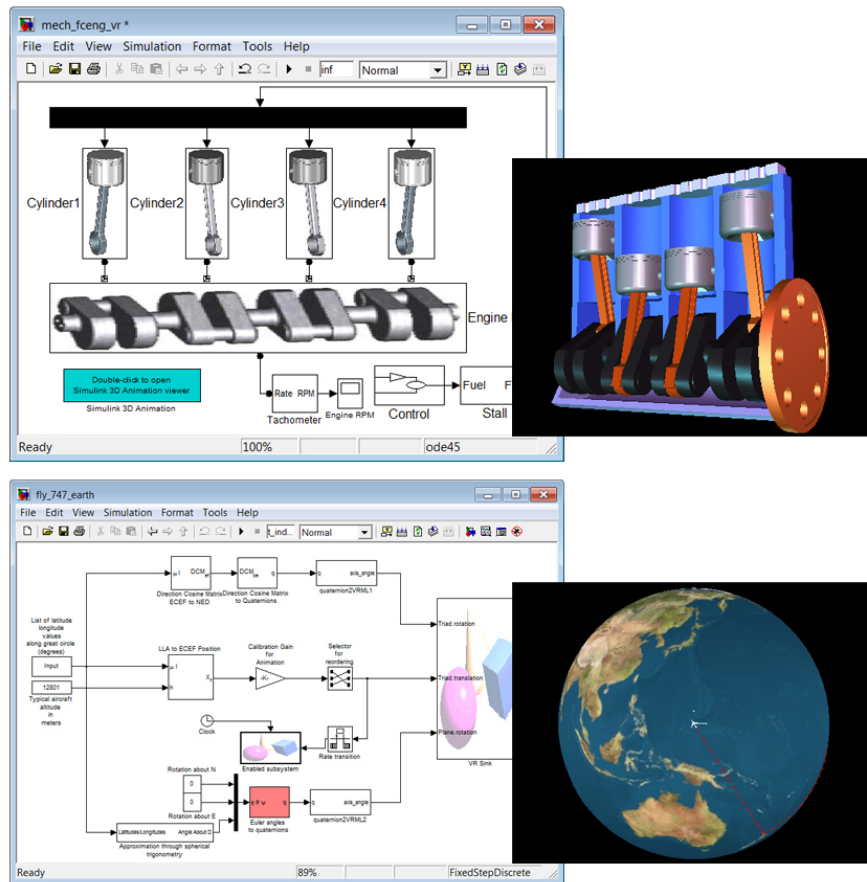 mech_fceng_vr *
File Edit View Simulation Format Tools Help
inf Normal
Cylinder1 Cylinder2 Cylinder3 Cylinder4
Engine
Double-click to open
Simulink 3D Animation viewer
Simulink 3D Animation
Rate RPM
Tachometer
Engine RPM
Control
Fuel F
Stall
Ready 100% ode45
fly_747_earth
File Edit View Simulation Format Tools Help
t_ind... Normal
Direction Cosine Matrix
ECEF to NED
Direction Cosine Matrix
to Quaternions
q axis_angle
quaternion2VRML1
List of latitude
longitude
values
along great circle
(degrees)
Input
12801
Typical aircraft
altitude
in
meters
LLA to ECEF Position
μ l
h
Calibration Gain
for
Animation
-K-
Selector
for
reordering
Triad.rotation
Triad.translation
Plane.rotation
VR Sink
Clock
Enabled subsystem
Rate transition
Rotation about N
0
0
Rotation about E
Latitudes/Longitudes Angle About D
Approximation through spherical
trigonometry
Euler angles
to quaternions
q axis_angle
quaternion2VRML2
Ready 89% FixedStepDiscrete